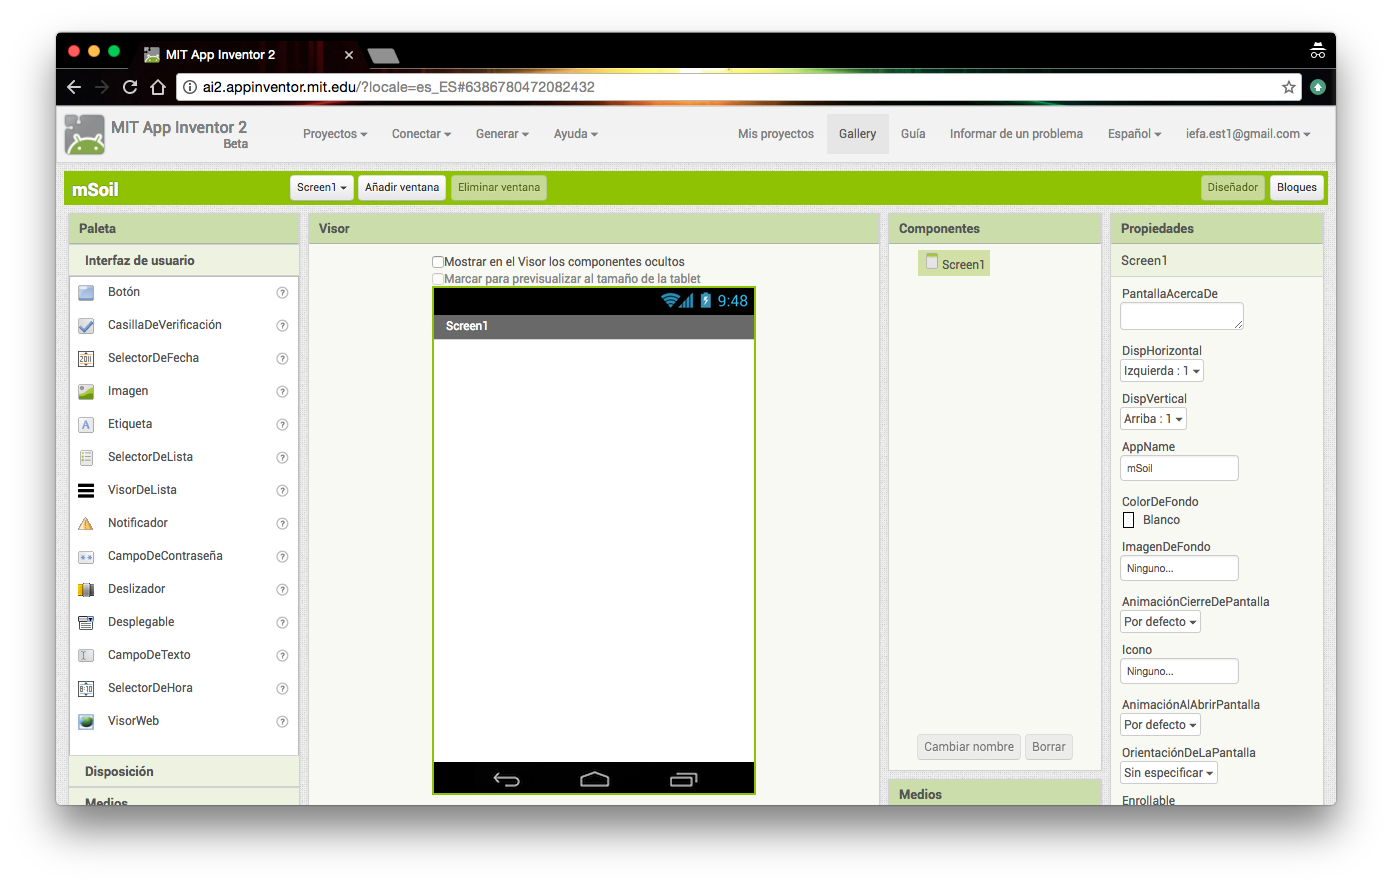 MIT App Inventor 2
ai2.appinventor.mit.edu/?locale=es_ES#6386780472082432
MIT App Inventor 2
Beta
Proyectos
Conectar
Generar
Ayuda
Mis proyectos
Gallery
Guía
Informar de un problema
Español
iefa.est1@gmail.com
mSoil
Screen1
Añadir ventana
Eliminar ventana
Diseñador
Bloques
Paleta
Interfaz de usuario
Botón
?
CasillaDeVerificación
?
2011
SelectorDeFecha
?
Imagen
?
A
Etiqueta
?
SelectorDeLista
?
VisorDeLista
?
Notificador
?
**
CampoDeContraseña
?
Deslizador
?
Desplegable
?
CampoDeTexto
?
8:10
SelectorDeHora
?
VisorWeb
?
Disposición
Medios
Visor
Mostrar en el Visor los componentes ocultos
Marcar para previsualizar al tamaño de la tablet
9:48
Screen1
Componentes
Screen1
Cambiar nombre
Borrar
Medios
Propiedades
Screen1
PantallaAcercaDe
DispHorizontal
Izquierda : 1
DispVertical
Arriba : 1
AppName
mSoil
ColorDeFondo
Blanco
ImagenDeFondo
Ninguno...
AnimaciónCierreDePantalla
Por defecto
Icono
Ninguno...
AnimaciónAlAbrirPantalla
Por defecto
OrientaciónDeLaPantalla
Sin especificar
Enrollable